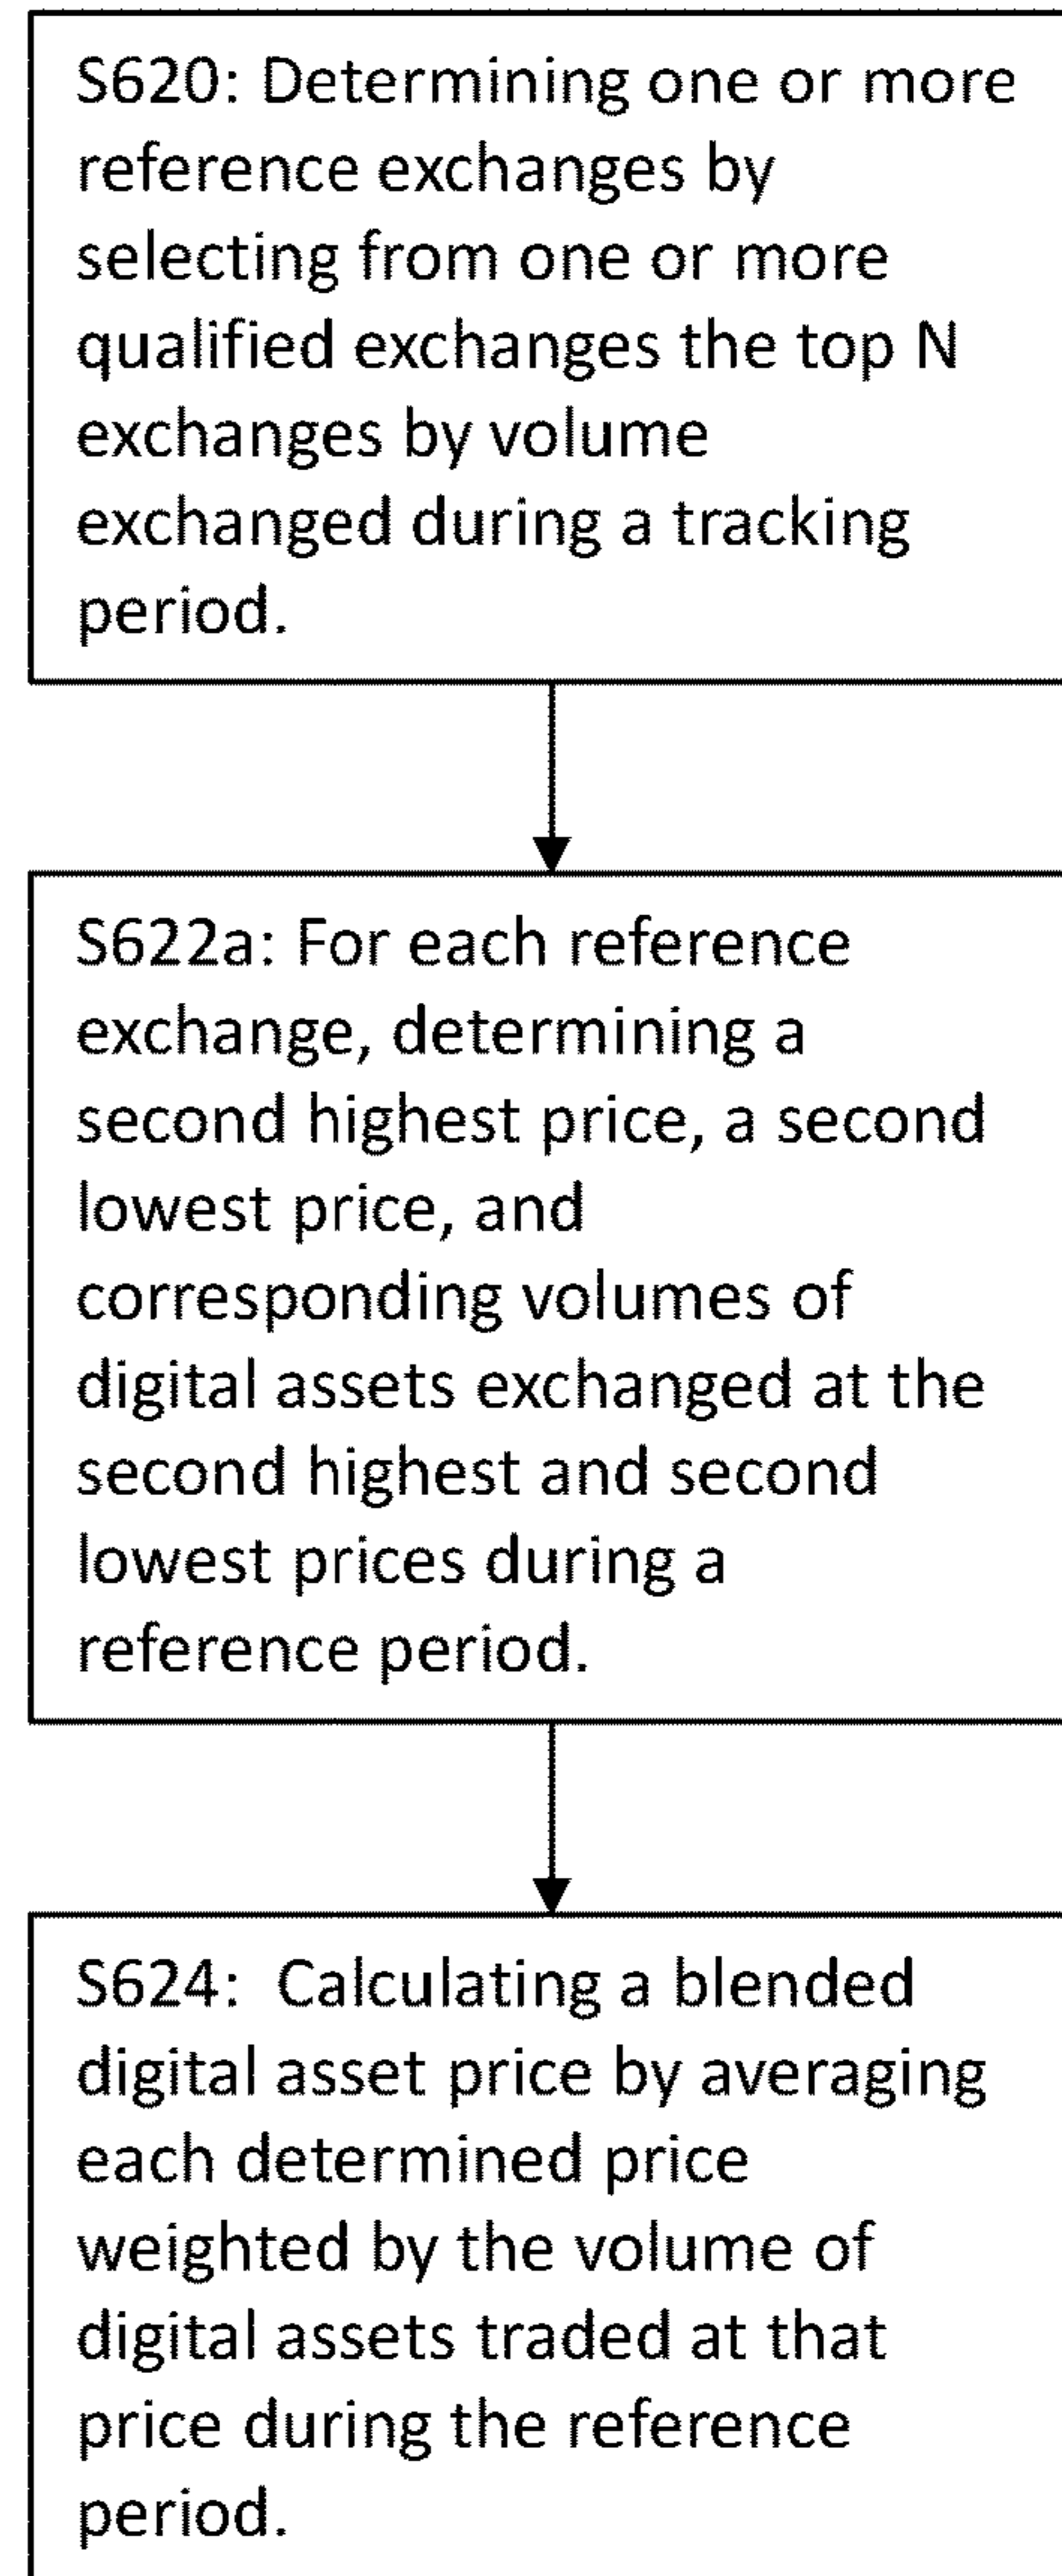 S620: Determining one or more
reference exchanges by
selecting from one or more
qualified exchanges the top N
exchanges by volume
exchanged during a tracking
period.
S622a: For each reference
exchange, determining a
second highest price, a second
lowest price, and
corresponding volumes of
digital assets exchanged at the
second highest and second
lowest prices during a
reference period.
S624:  Calculating a blended
digital asset price by averaging
each determined price
weighted by the volume of
digital assets traded at that
price during the reference
period.